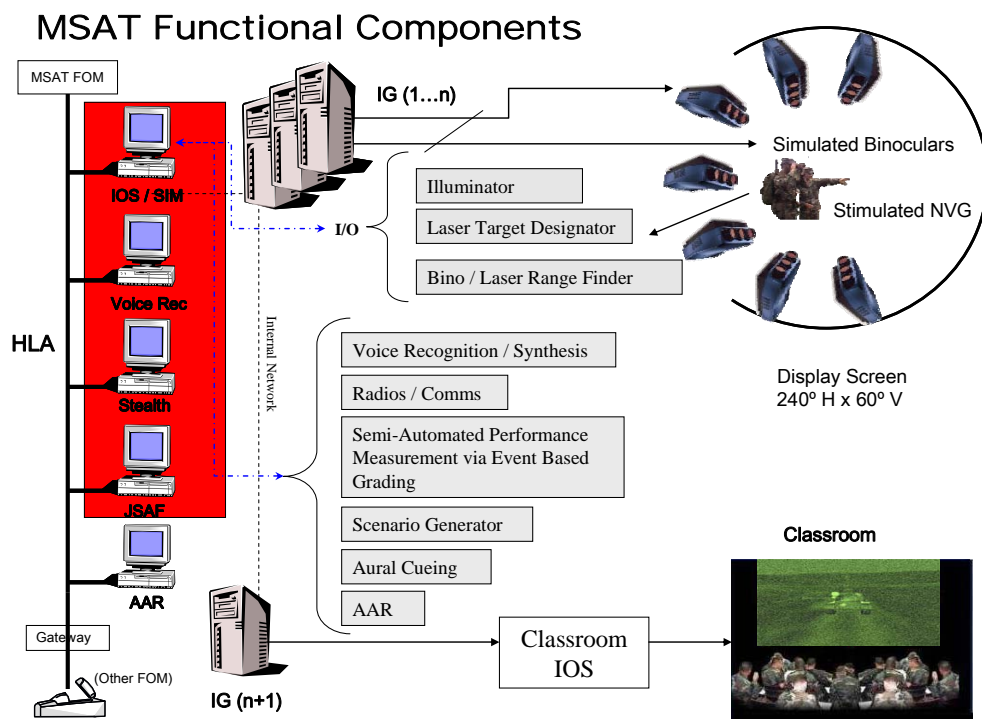 MSAT Functional Components
MSAT FOM
IG (1...n)
IOS / SIM
Voice Rec
HLA
Stealth
JSAF
AAR
Gateway
(Other FOM)
I/O
Illuminator
Laser Target Designator
Bino / Laser Range Finder
Simulated Binoculars
Stimulated NVG
Display Screen
240º H x 60º V
Internal Network
Voice Recognition / Synthesis
Radios / Comms
Semi-Automated Performance
Measurement via Event Based
Grading
Scenario Generator
Aural Cueing
AAR
IG (n+1)
Classroom
IOS
Classroom